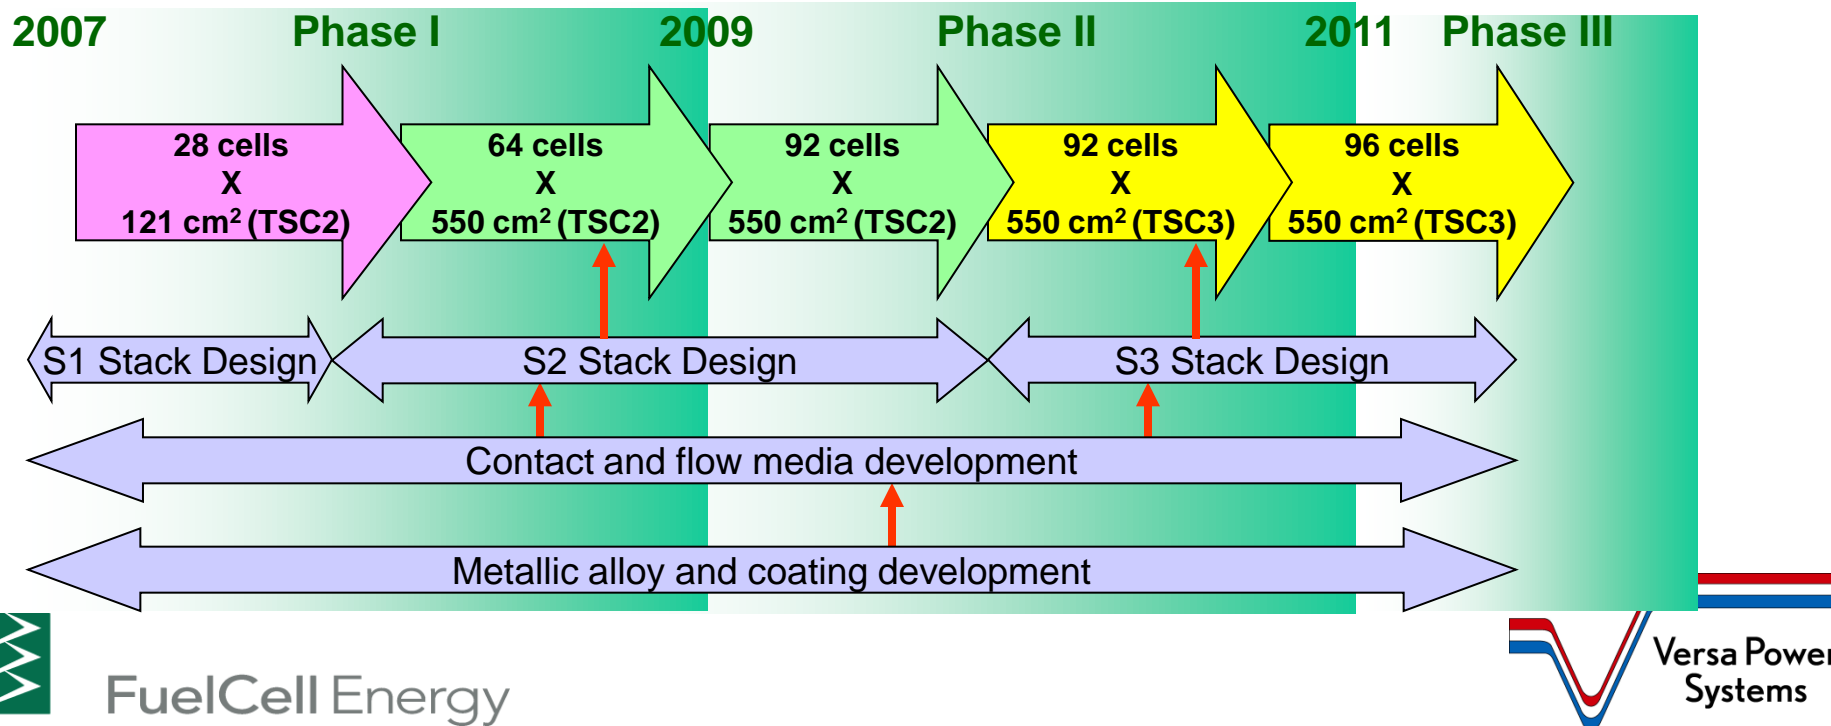 2007 Phase I 2009 Phase II 2011 Phase III
28 cells
X
121 cm² (TSC2)
64 cells
X
550 cm² (TSC2)
92 cells
X
550 cm² (TSC2)
92 cells
X
550 cm² (TSC3)
96 cells
X
550 cm² (TSC3)
S1 Stack Design
S2 Stack Design
S3 Stack Design
Contact and flow media development
Metallic alloy and coating development
FuelCell Energy
Versa Power
Systems